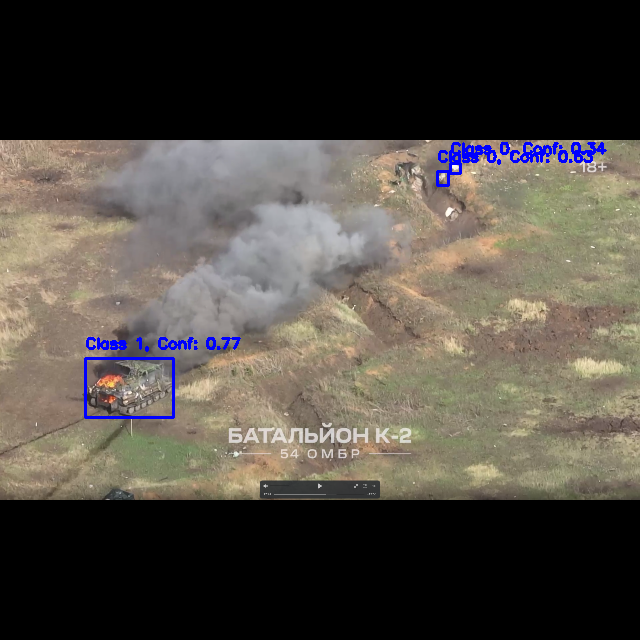 Class 0, Conf: 0.34
Class 0, Conf: 0.63
18+
Class 1, Conf: 0.77
БАТАЛЬЙОН К-2
54 ОМБР